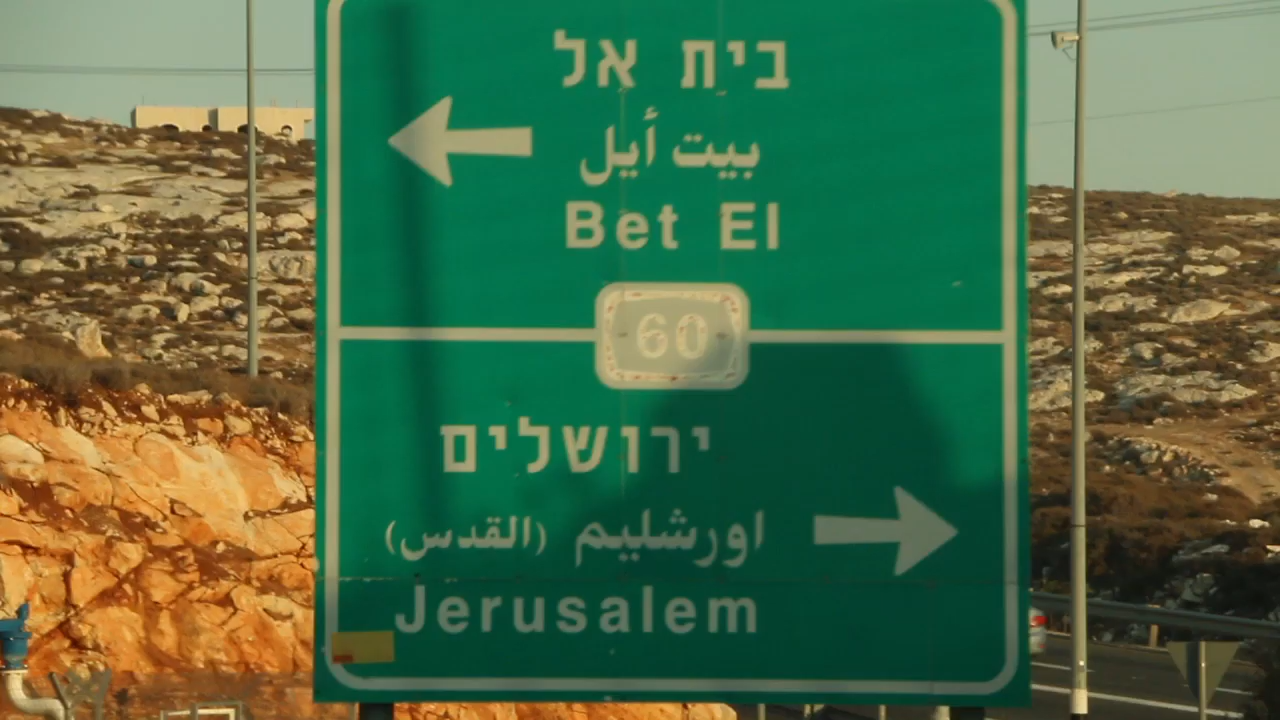 בית אל
بيت أيل
Bet El
60
ירושלים
اورشليم (القدس)
Jerusalem